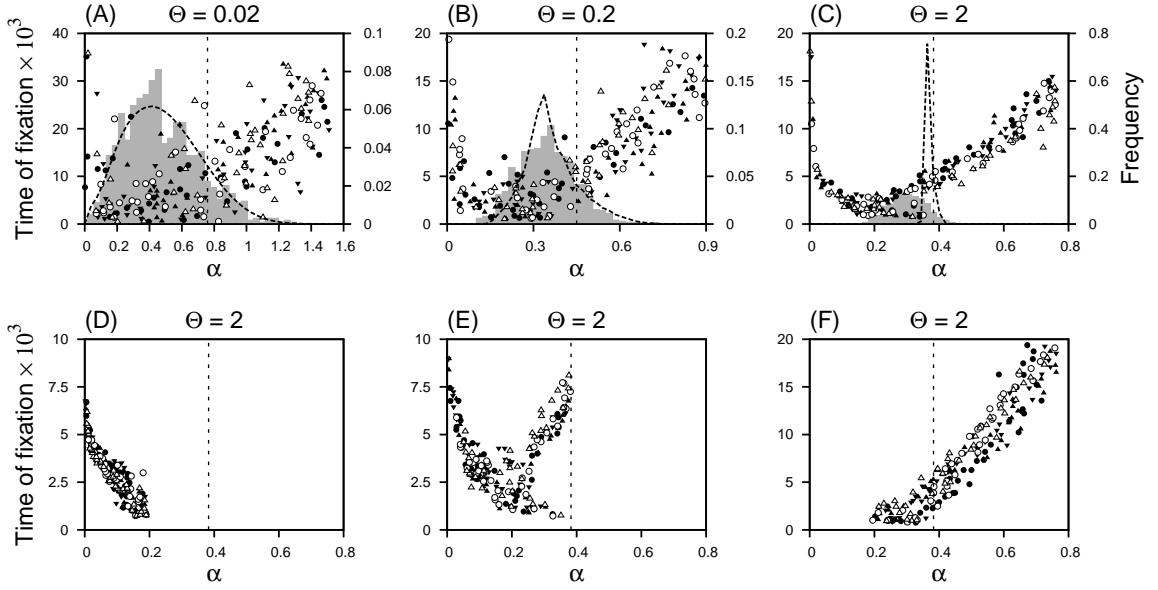 (A) Θ = 0.02 (B) Θ = 0.2 (C) Θ = 2
Time of fixation × 10³
40 0.1 20 0.2 20 0.8
30 0.08 15 0.15 15 0.6
20 0.06 10 0.1 10 0.4
10 0.04 5 0.05 5 0.2
0 0.02 0 0 0 0
0
Frequency
0 0.2 0.4 0.6 0.8 1.0 1.2 1.4 1.6 0 0.3 0.6 0.9 0 0.2 0.4 0.6 0.8
α α α
(D) Θ = 2 (E) Θ = 2 (F) Θ = 2
Time of fixation × 10³
10 10 20
7.5 7.5 15
5 5 10
2.5 2.5 5
0 0 0
0 0.2 0.4 0.6 0.8 0 0.2 0.4 0.6 0.8 0 0.2 0.4 0.6 0.8
α α α